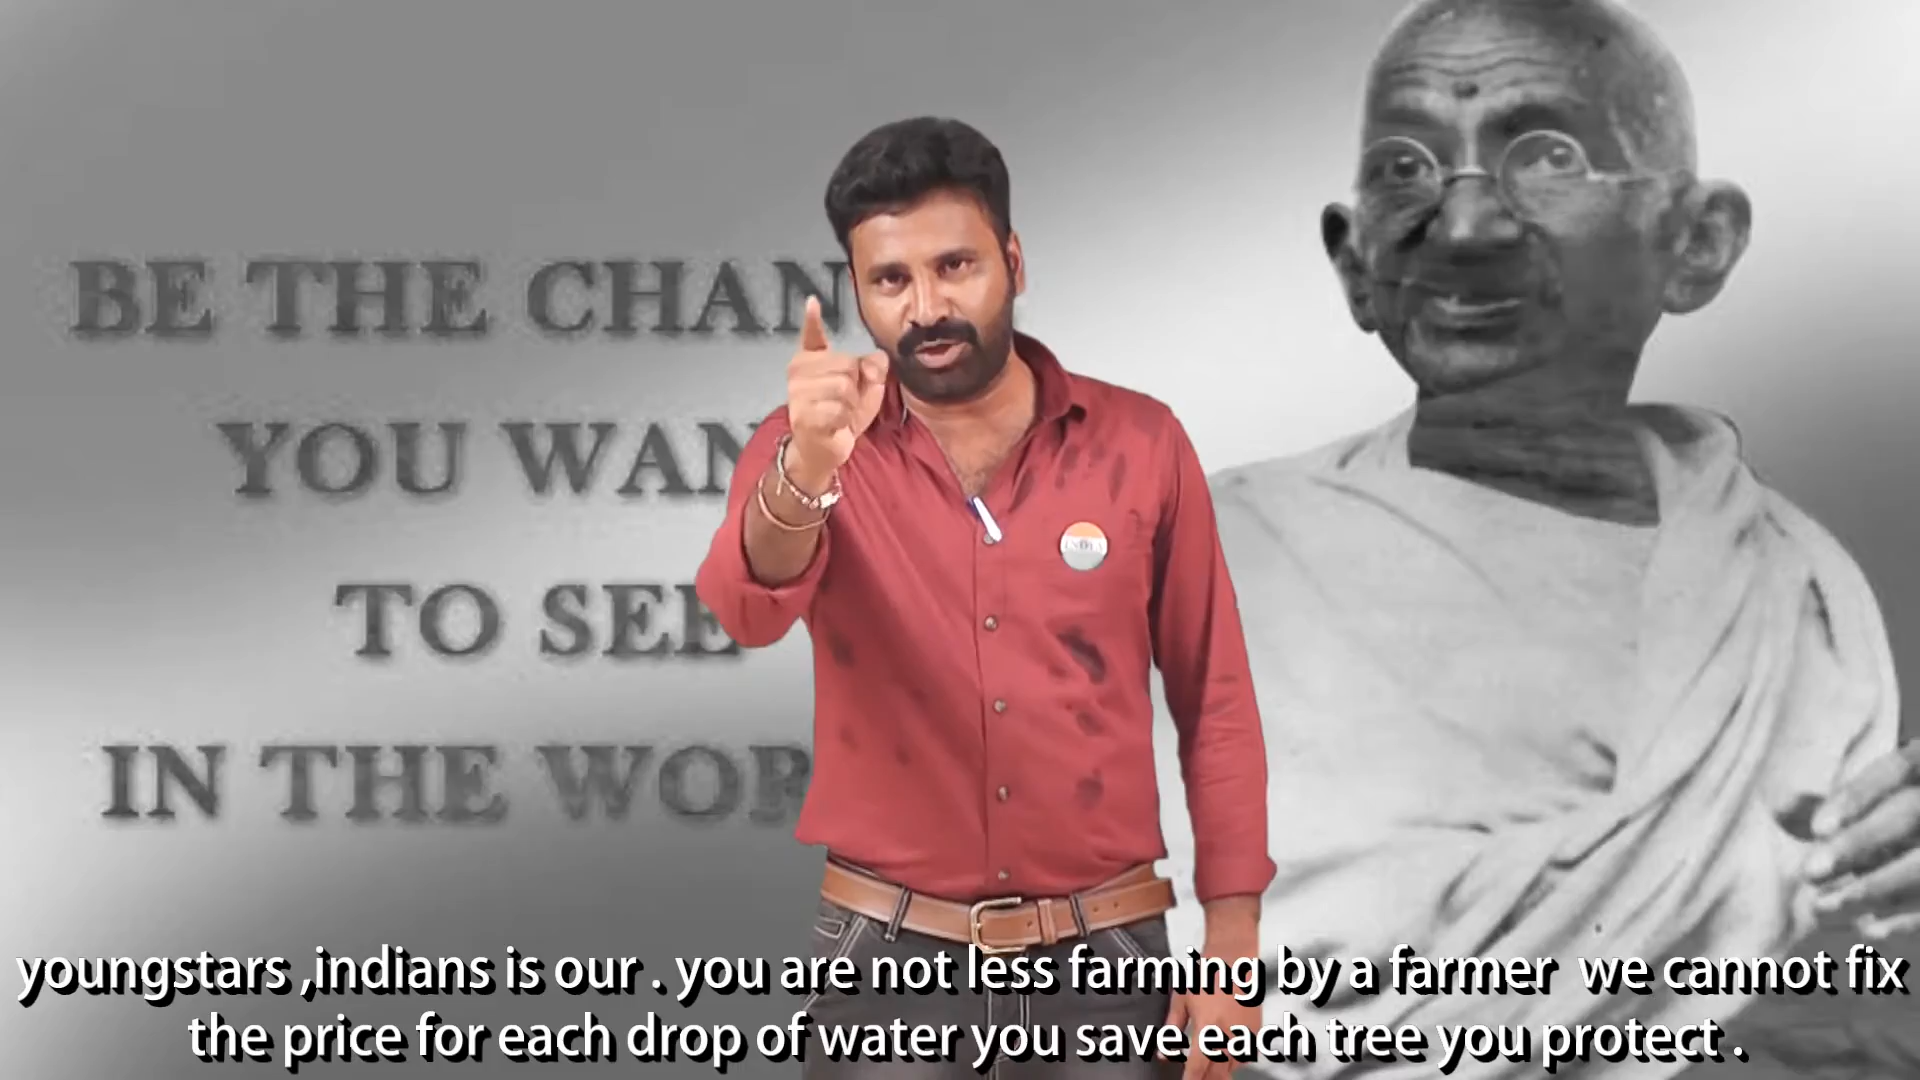 BE THE CHAN
YOU WAN
TO SEE
IN THE WOR
INDIA
youngstars ,indians is our . you are not less farming by a farmer we cannot fix
the price for each drop of water you save each tree you protect .